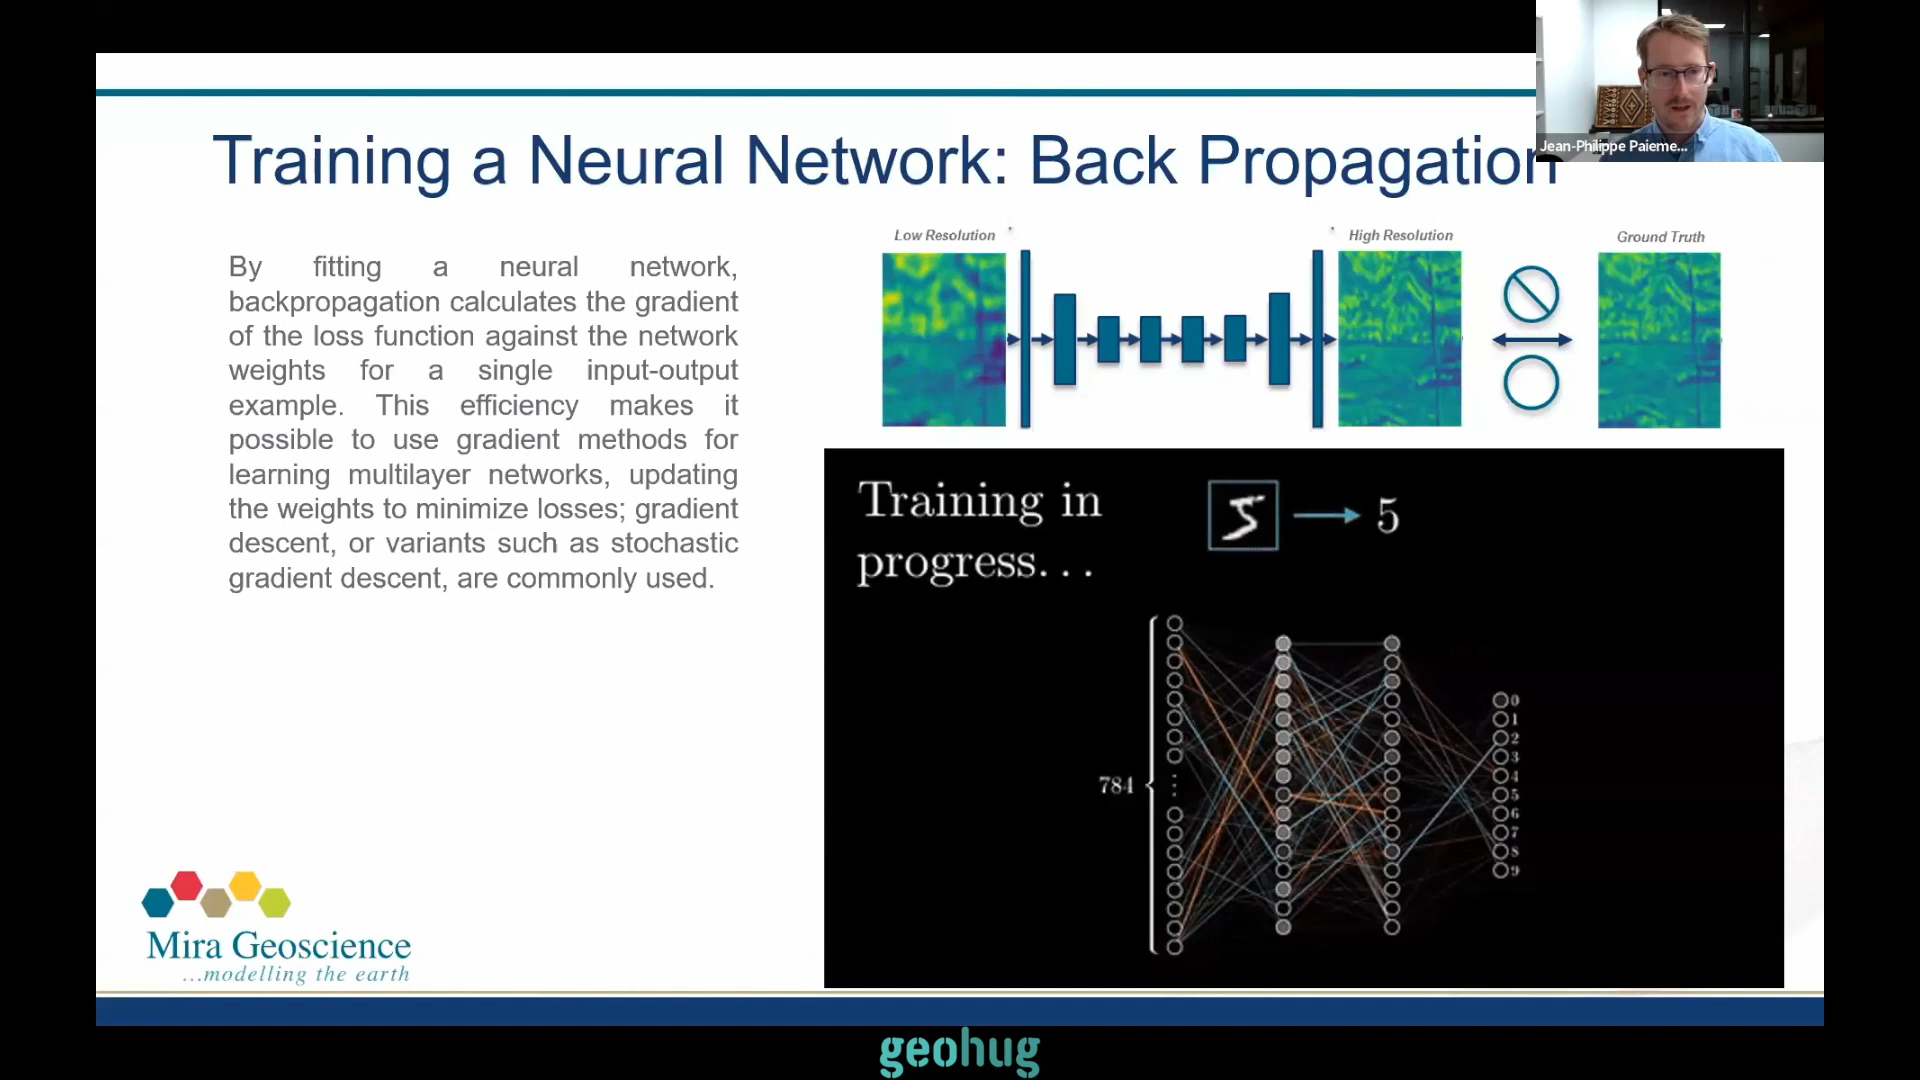 Jean-Philippe Paieme...
Training a Neural Network: Back Propagation
By fitting a neural network,
backpropagation calculates the gradient
of the loss function against the network
weights for a single input-output
example. This efficiency makes it
possible to use gradient methods for
learning multilayer networks, updating
the weights to minimize losses; gradient
descent, or variants such as stochastic
gradient descent, are commonly used.
Low Resolution
High Resolution
Ground Truth
Training in
progress...
5 5
784
0
1
2
3
4
5
6
7
8
9
Mira Geoscience
...modelling the earth
geohug